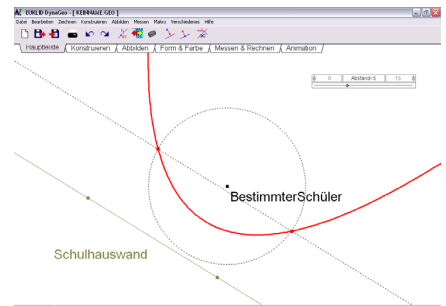 EUKLID DynaGeo - [ KEINNAME.GEO ]
Datei Bearbeiten Zeichnen Konstruieren Abbilden Messen Makro Verschiedenes Hilfe
Hauptleiste Konstruieren Abbilden Form & Farbe Messen & Rechnen Animation
0 Abstand=5 15
BestimmterSchüler
Schulhauswand